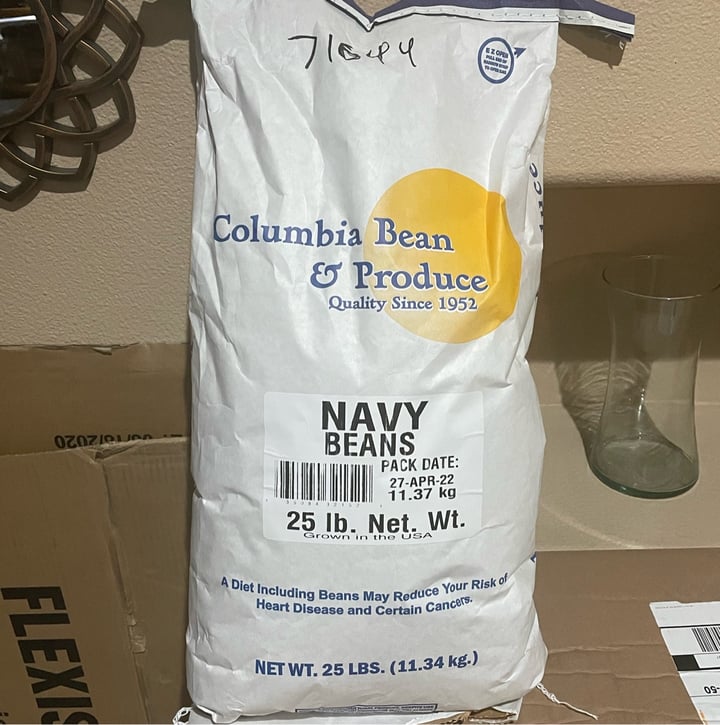 71644
E Z OPEN
Columbia Bean
& Produce
Quality Since 1952
NAVY
BEANS
PACK DATE:
27-APR-22
11.37 kg
25 lb. Net. Wt.
Grown in the USA
A Diet Including Beans May Reduce Your Risk of
Heart Disease and Certain Cancers.
NET WT. 25 LBS. (11.34 kg.)
FLEXIS